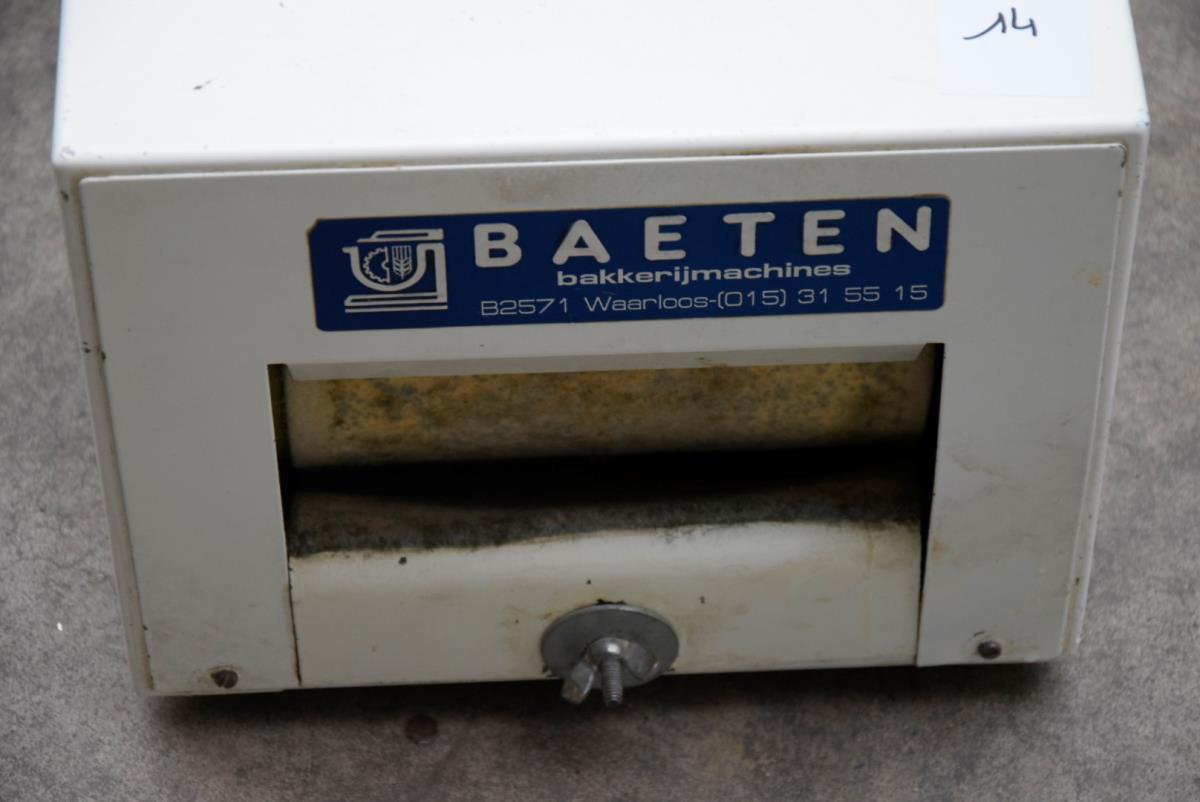 14
BAETEN
bakkerijmachines
B2571 Waarloos-(015) 31 55 15